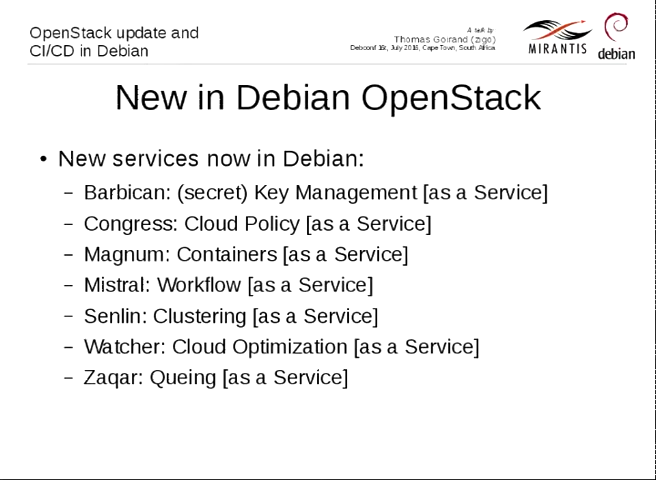 OpenStack update and
CI/CD in Debian
A talk by
Thomas Goirand (zigo)
Debconf 16, July 2016, Cape Town, South Africa
MIRANTIS
debian
New in Debian OpenStack
• New services now in Debian:
– Barbican: (secret) Key Management [as a Service]
– Congress: Cloud Policy [as a Service]
– Magnum: Containers [as a Service]
– Mistral: Workflow [as a Service]
– Senlin: Clustering [as a Service]
– Watcher: Cloud Optimization [as a Service]
– Zaqar: Queing [as a Service]